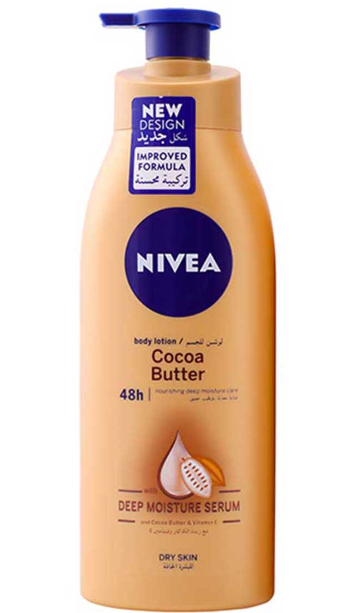 NEW
DESIGN
شكل جديد
IMPROVED
FORMULA
تركيبة محسنة
NIVEA
body lotion / لوشن للجسم
Cocoa
Butter
48h | nourishing deep moisture care
with
DEEP MOISTURE SERUM
and Cocoa Butter & Vitamin E
DRY SKIN
للبشرة الجافة